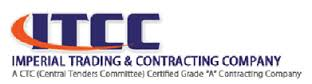 ITCC
IMPERIAL TRADING & CONTRACTING COMPANY
A CTC (Central Tenders Committee) Certified Grade "A" Contracting Company